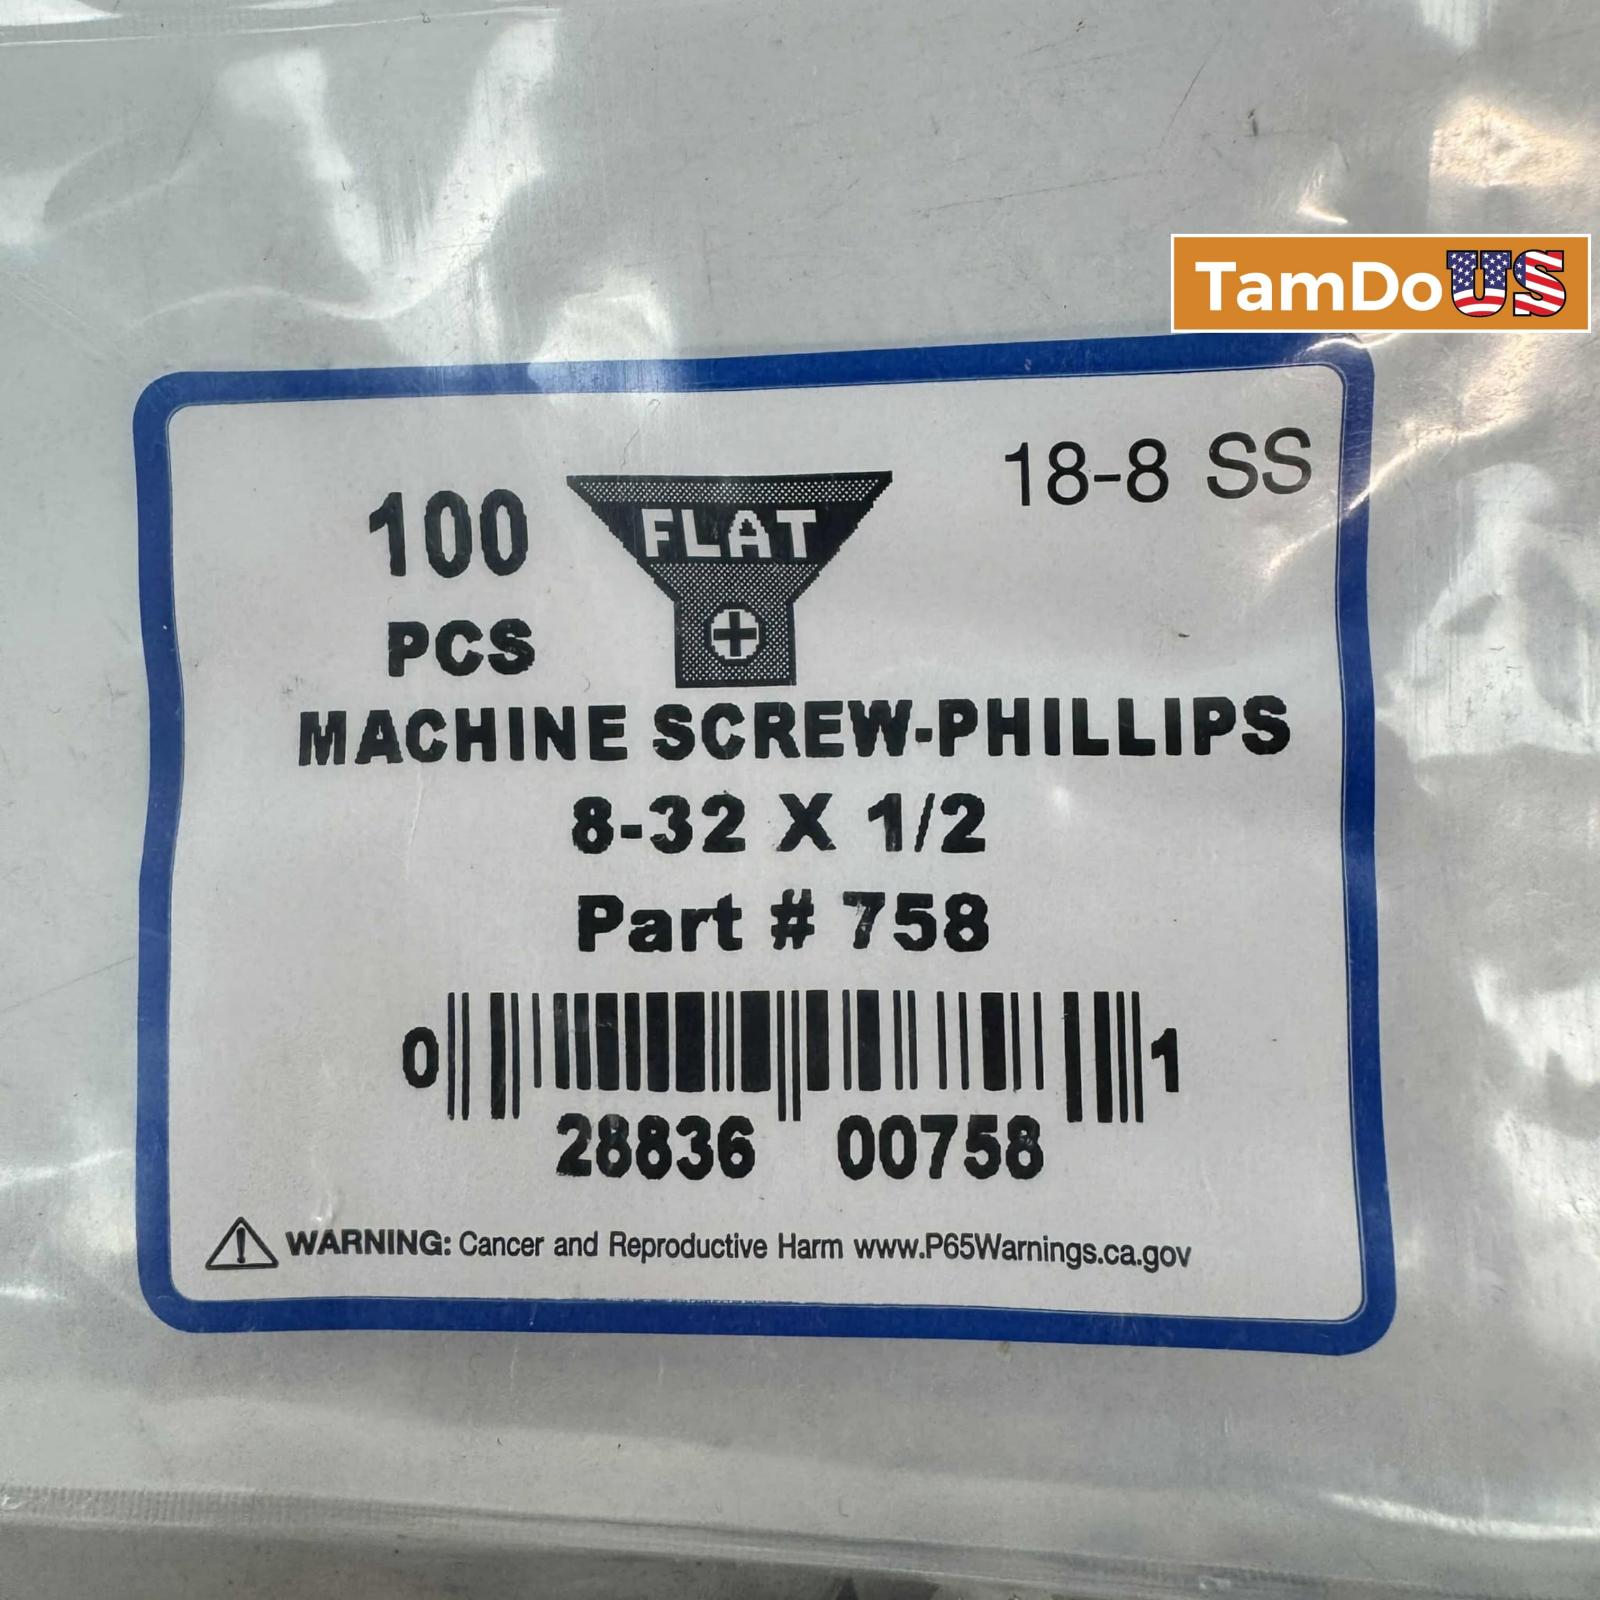 TamDoUS
18-8 SS
100
PCS
FLAT
MACHINE SCREW-PHILLIPS
8-32 X 1/2
Part # 758
0 28836 00758 1
WARNING: Cancer and Reproductive Harm www.P65Warnings.ca.gov